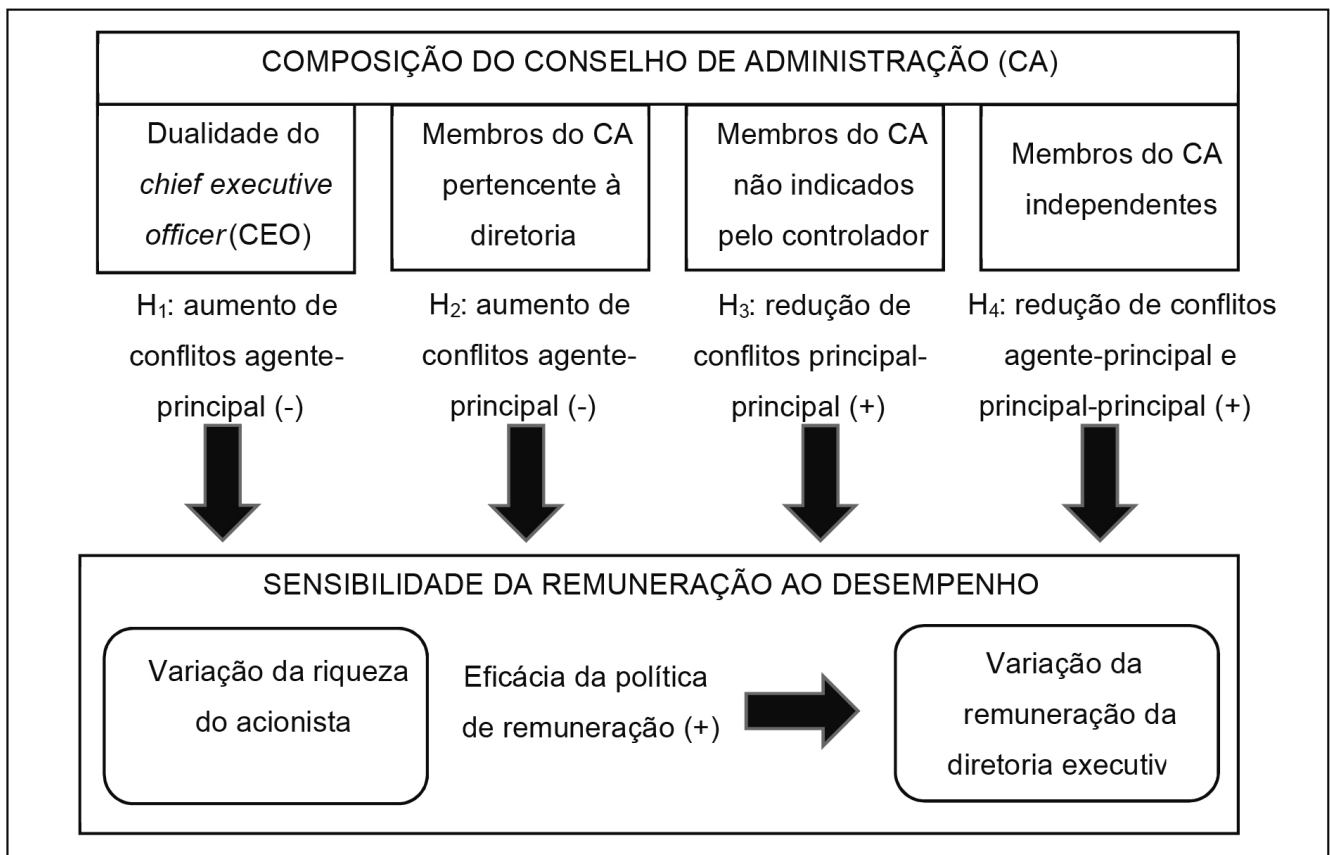 COMPOSIÇÃO DO CONSELHO DE ADMINISTRAÇÃO (CA)
Dualidade do
chief executive
officer (CEO)
Membros do CA
pertencente à
diretoria
Membros do CA
não indicados
pelo controlador
Membros do CA
independentes
H₁: aumento de
conflitos agente-
principal (-)
H₂: aumento de
conflitos agente-
principal (-)
H₃: redução de
conflitos principal-
principal (+)
H₄: redução de conflitos
agente-principal e
principal-principal (+)
SENSIBILIDADE DA REMUNERAÇÃO AO DESEMPENHO
Variação da riqueza
do acionista
Eficácia da política
de remuneração (+)
Variação da
remuneração da
diretoria executiv